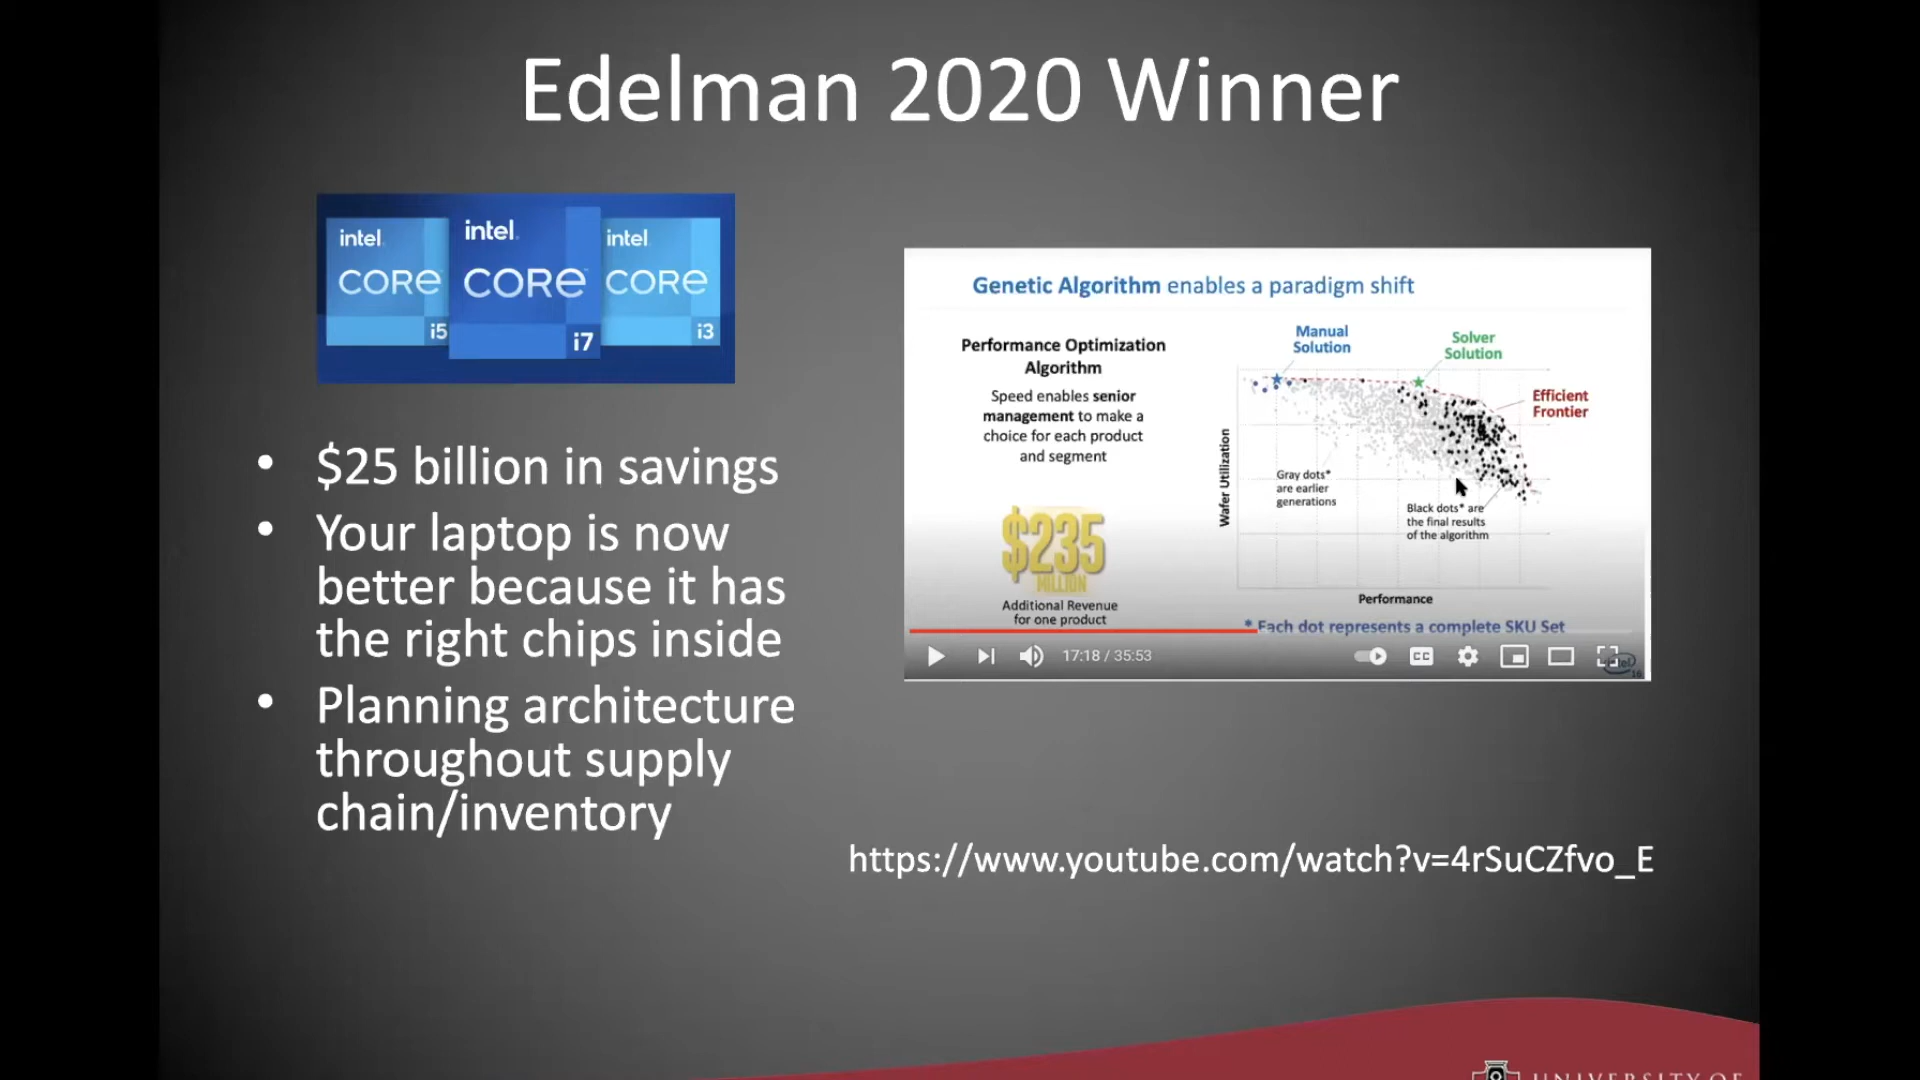 Edelman 2020 Winner
intel
CORE
i5
intel
CORE
i7
intel
CORE
i3
• $25 billion in savings
• Your laptop is now
better because it has
the right chips inside
• Planning architecture
throughout supply
chain/inventory
Genetic Algorithm enables a paradigm shift
Performance Optimization
Algorithm
Speed enables senior
management to make a
choice for each product
and segment
$235
MILLION
Additional Revenue
for one product
Manual
Solution
Solver
Solution
Efficient
Frontier
Wafer Utilization
Gray dots*
are earlier
generations
Black dots* are
the final results
of the algorithm
Performance
* Each dot represents a complete SKU Set
17:18 / 35:53
CC
intel
16
https://www.youtube.com/watch?v=4rSuCZfvo_E
UNIVERSITY OF